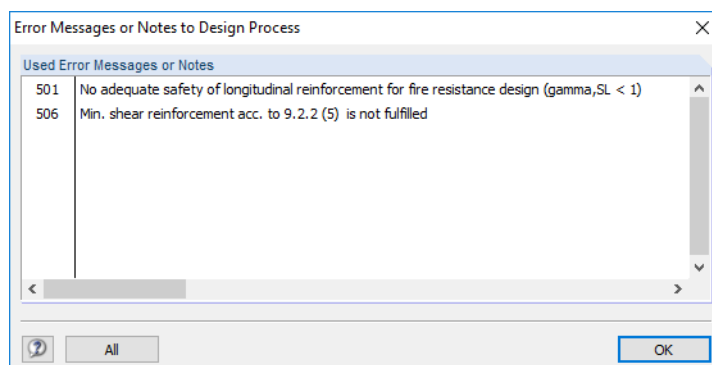 Error Messages or Notes to Design Process
Used Error Messages or Notes
501 No adequate safety of longitudinal reinforcement for fire resistance design (gamma,SL < 1)
506 Min. shear reinforcement acc. to 9.2.2 (5) is not fulfilled
All OK